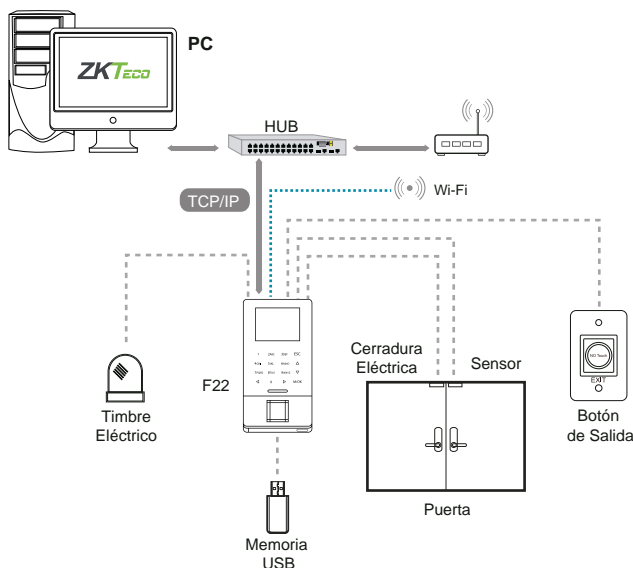 PC
ZKTeco
HUB
TCP/IP
Wi-Fi
F22
Timbre
Eléctrico
Cerradura
Eléctrica
Sensor
Puerta
EXIT
Botón
de Salida
Memoria
USB